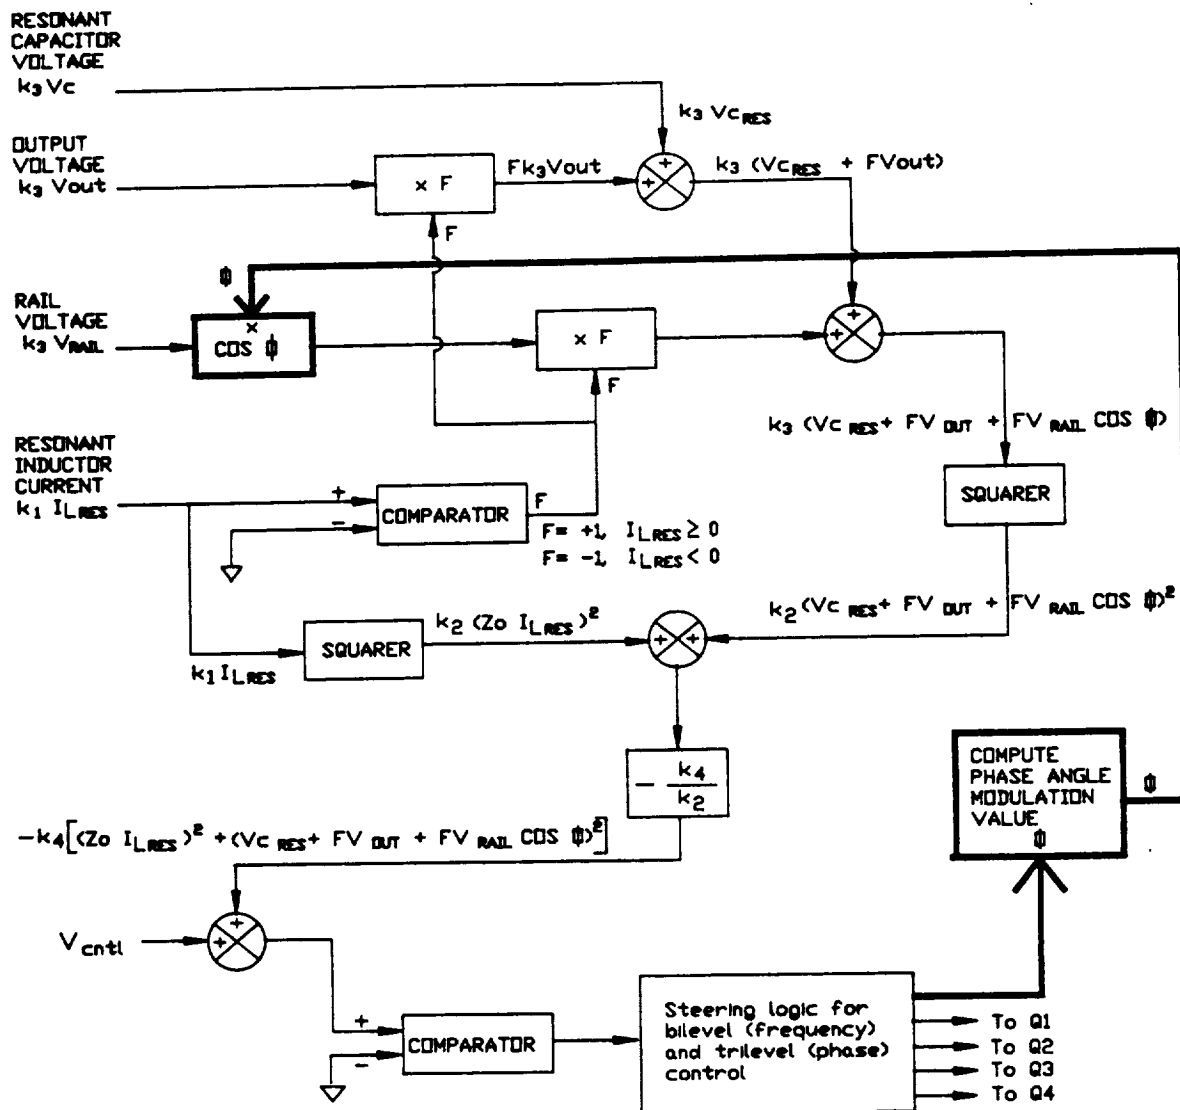 RESONANT
CAPACITOR
VOLTAGE
k3 Vc
k3 VcRES
OUTPUT
VOLTAGE
k3 Vout
× F
Fk3Vout
+
+
k3 (VcRES + FVout)
F
ϕ
RAIL
VOLTAGE
k3 VRAIL
×
COS ϕ
× F
+
+
F
k3 (Vc RES + FV OUT + FV RAIL COS ϕ)
RESONANT
INDUCTOR
CURRENT
k1 ILRES
+
-
COMPARATOR
F
F= +1, ILRES ≥ 0
F= -1, ILRES < 0
SQUARER
k2 (Vc RES + FV OUT + FV RAIL COS ϕ)²
k2 (Zo ILRES)²
SQUARER
k1 ILRES
+
+
- k4
k2
COMPUTE
PHASE ANGLE
MODULATION
VALUE
ϕ
ϕ
-k4[(Zo ILRES)² + (Vc RES + FV OUT + FV RAIL COS ϕ)²]
Vcntl
+
+
+
-
COMPARATOR
Steering logic for
bilevel (frequency)
and trilevel (phase)
control
To Q1
To Q2
To Q3
To Q4